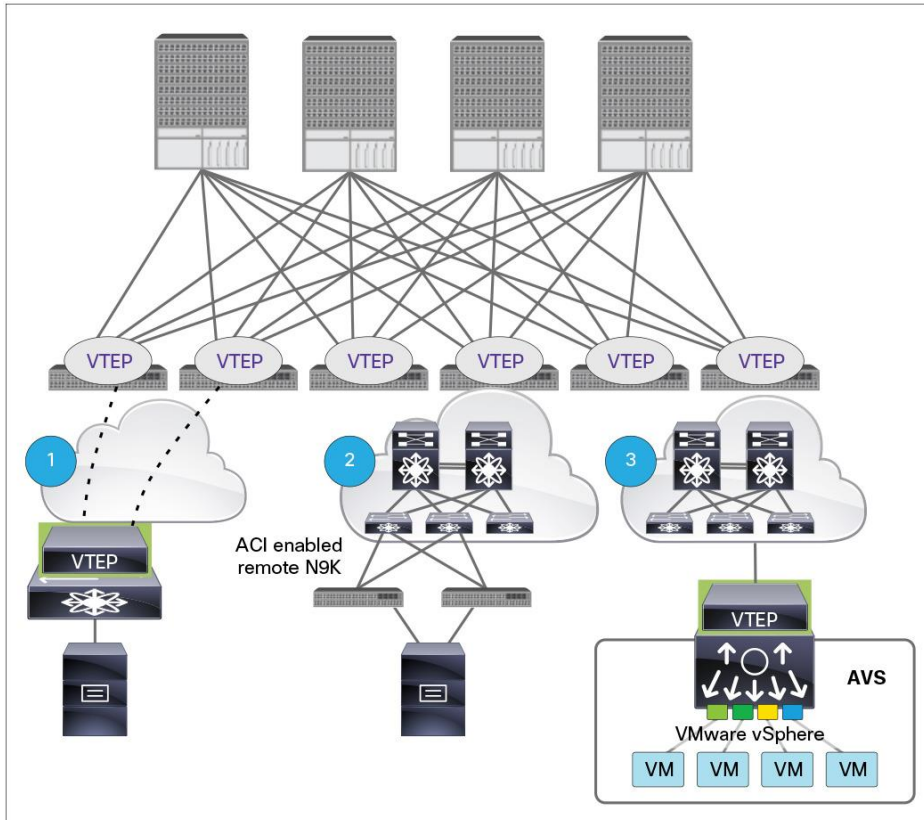 VTEP
VTEP
VTEP
VTEP
VTEP
VTEP
1
2
3
VTEP
ACI enabled
remote N9K
VTEP
AVS
VMware vSphere
VM
VM
VM
VM